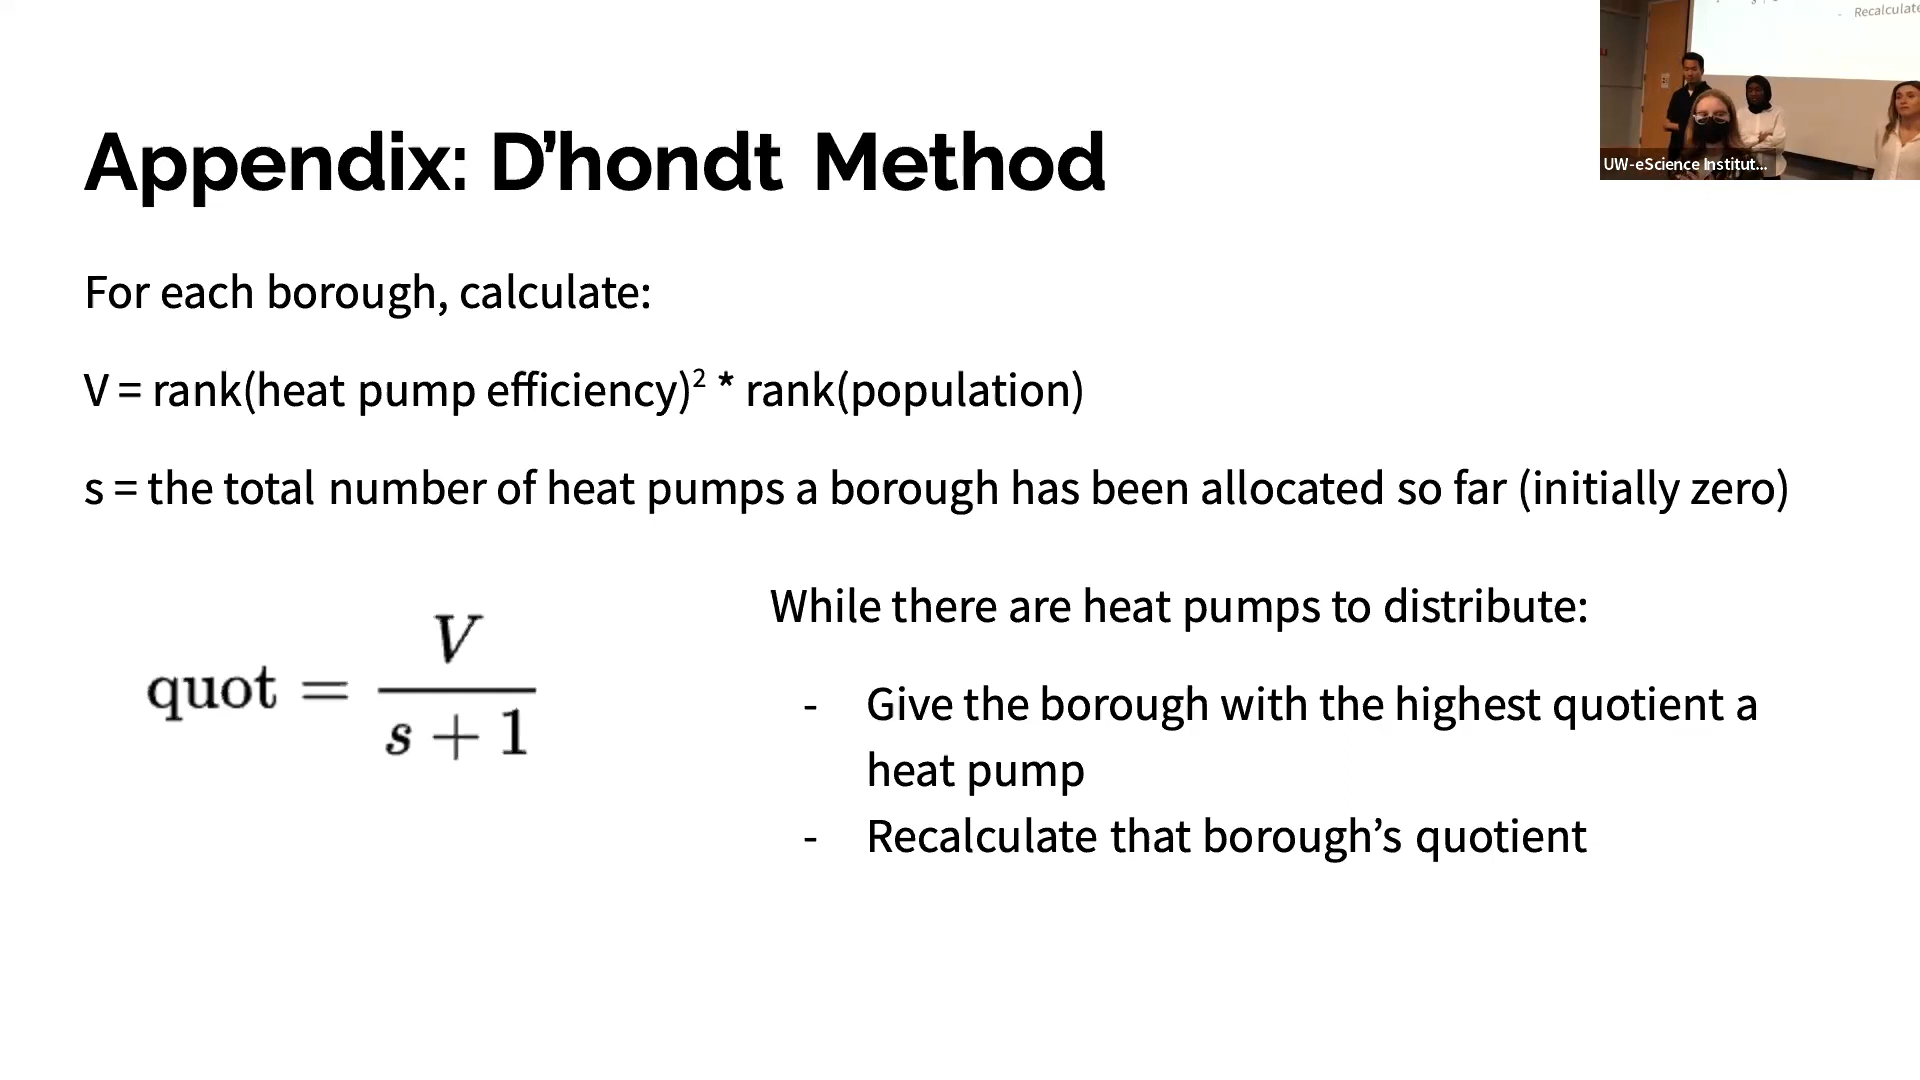 Appendix: D'hondt Method
For each borough, calculate:
V = rank(heat pump efficiency)² * rank(population)
s = the total number of heat pumps a borough has been allocated so far (initially zero)
quot = V / s + 1
While there are heat pumps to distribute:
- Give the borough with the highest quotient a
heat pump
- Recalculate that borough’s quotient
- Recalculate
UW-eScience Institut...